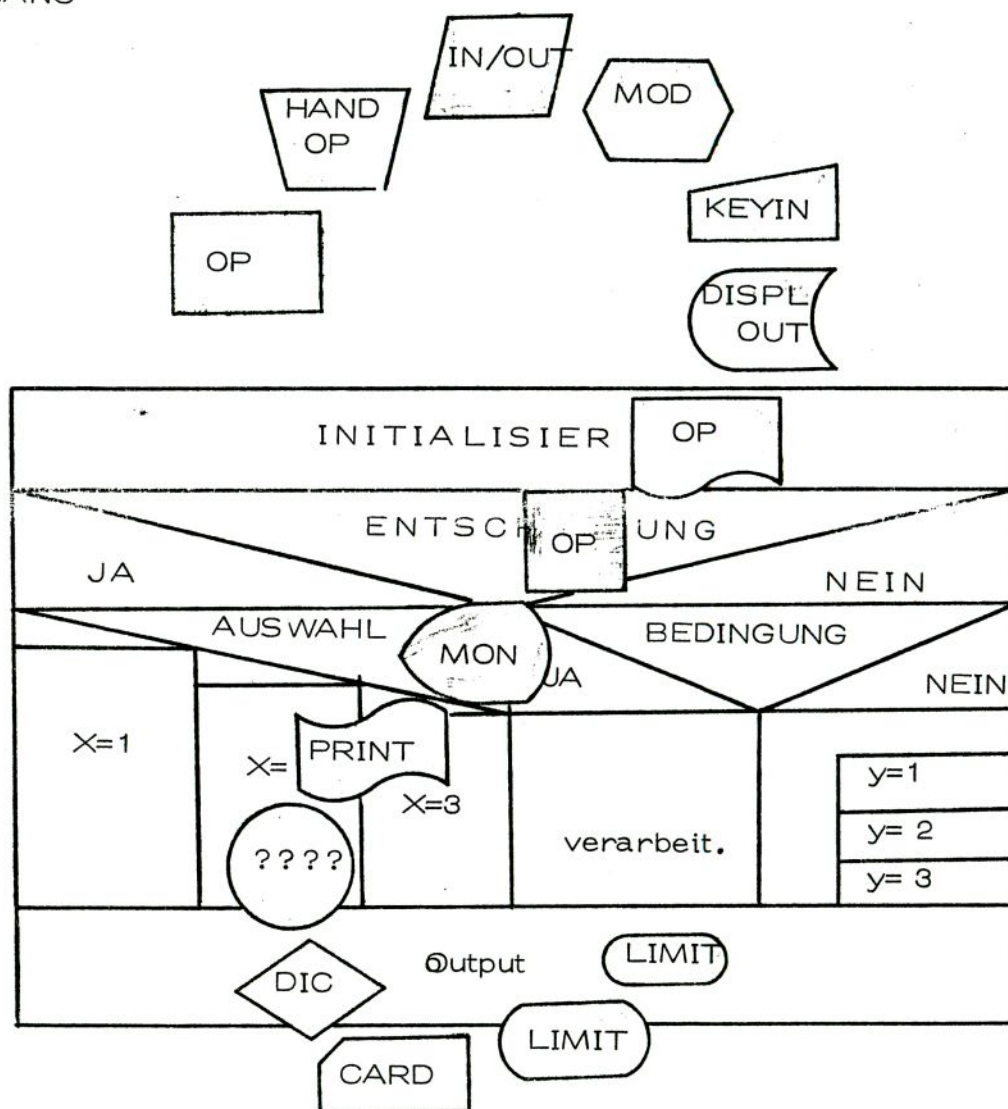 IN/OUT
MOD
HAND
OP
KEYIN
OP
DISPL
OUT
INITIALISIER
OP
ENTSCH UNG
OP
JA
NEIN
AUSWAHL
BEDINGUNG
MON
JA
NEIN
X=1
PRINT
X=
y=1
X=3
verarbeit.
y= 2
????
y= 3
Output
LIMIT
DIC
LIMIT
CARD